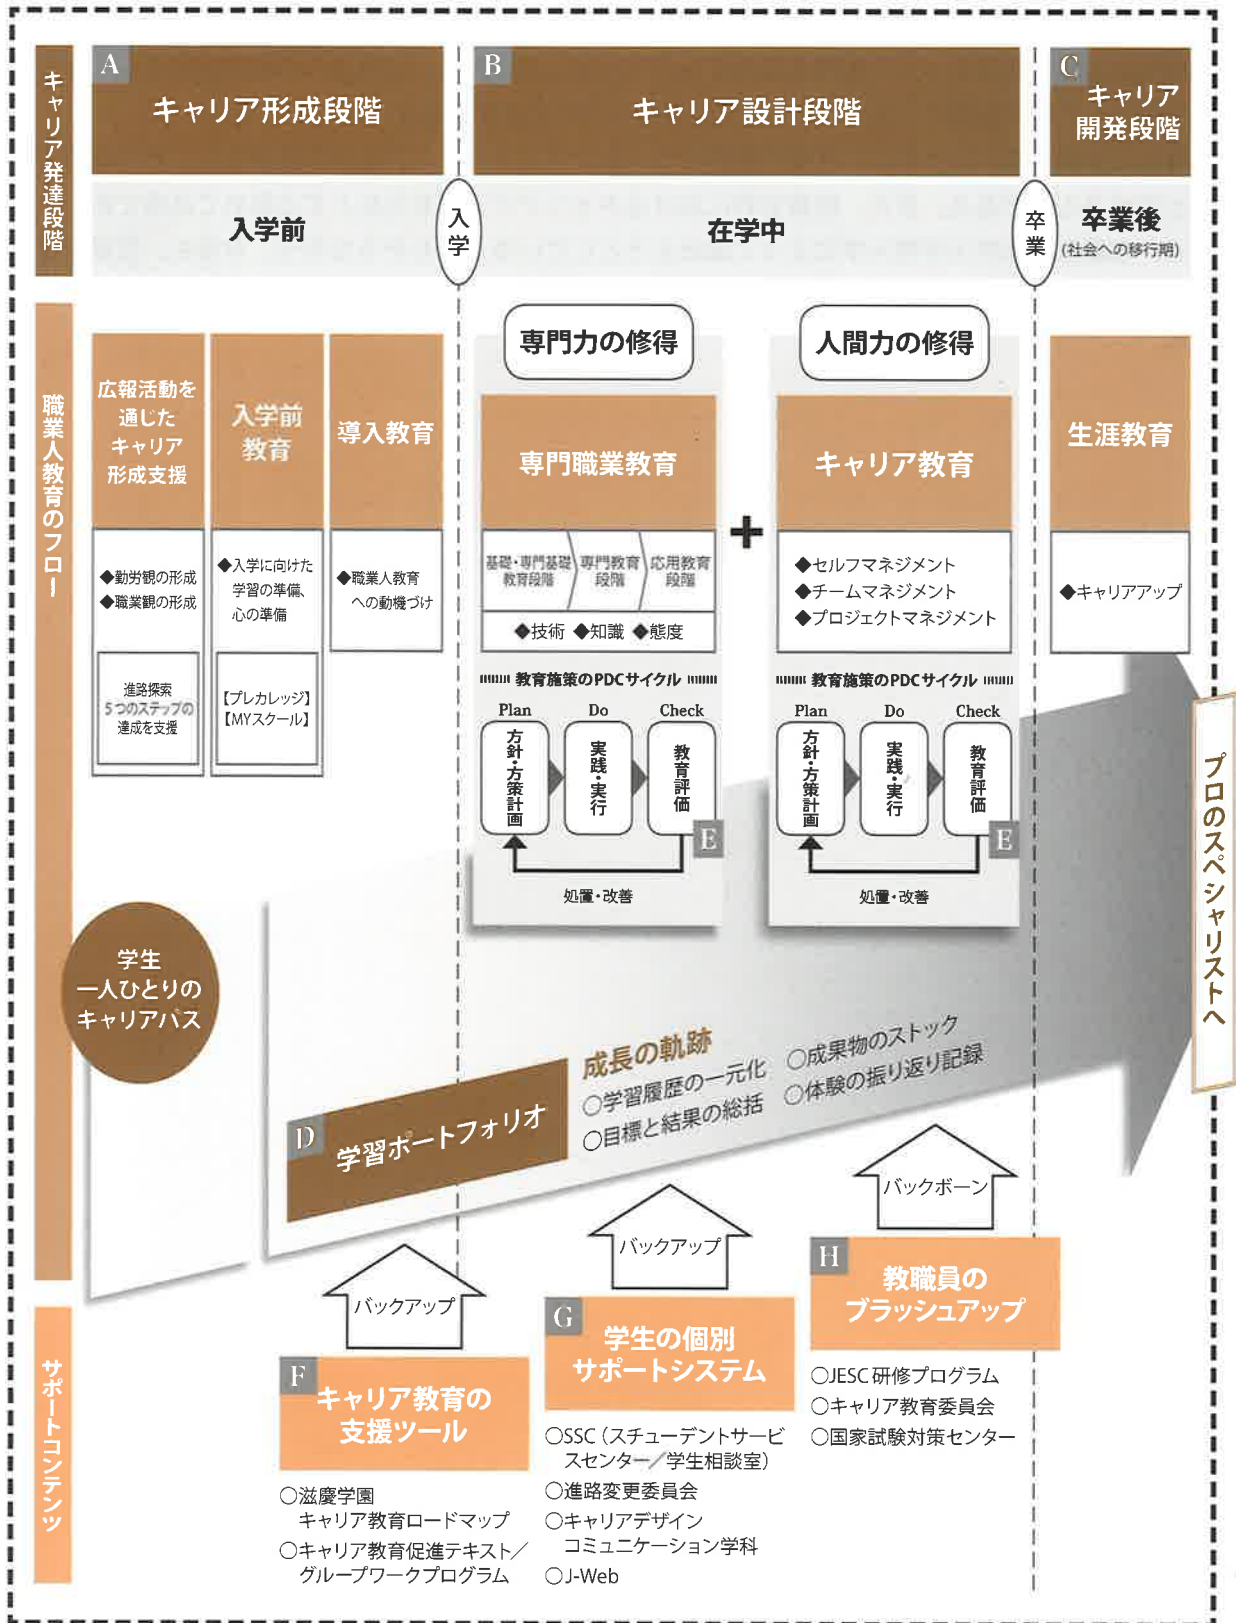 キャリア発達段階
A
キャリア形成段階
B
キャリア設計段階
C
キャリア
開発段階
入学前
入学
在学中
卒業
卒業後
(社会への移行期)
職業人教育のフロー
広報活動を
通じた
キャリア
形成支援
◆勤労観の形成
◆職業観の形成
進路探索
5つのステップの
達成を支援
入学前
教育
◆入学に向けた
学習の準備、
心の準備
【プレカレッジ】
【MYスクール】
導入教育
◆職業人教育
への動機づけ
専門力の修得
専門職業教育
基礎・専門基礎
教育段階
専門教育
段階
応用教育
段階
◆技術 ◆知識 ◆態度
教育施策のPDCサイクル
Plan Do Check
方針・方策計画
実践・実行
教育評価
E
処置・改善
+
人間力の修得
キャリア教育
◆セルフマネジメント
◆チームマネジメント
◆プロジェクトマネジメント
教育施策のPDCサイクル
Plan Do Check
方針・方策計画
実践・実行
教育評価
E
処置・改善
生涯教育
◆キャリアアップ
プロのスペシャリストへ
学生
一人ひとりの
キャリアパス
D
学習ポートフォリオ
成長の軌跡
○学習履歴の一元化
○成果物のストック
○目標と結果の総括
○体験の振り返り記録
サポートコンテンツ
バックアップ
F
キャリア教育の
支援ツール
○滋慶学園
キャリア教育ロードマップ
○キャリア教育促進テキスト/
グループワークプログラム
バックアップ
G
学生の個別
サポートシステム
○SSC(スチューデントサービ
スセンター/学生相談室)
○進路変更委員会
○キャリアデザイン
コミュニケーション学科
○J-Web
バックボーン
H
教職員の
ブラッシュアップ
○JESC研修プログラム
○キャリア教育委員会
○国家試験対策センター